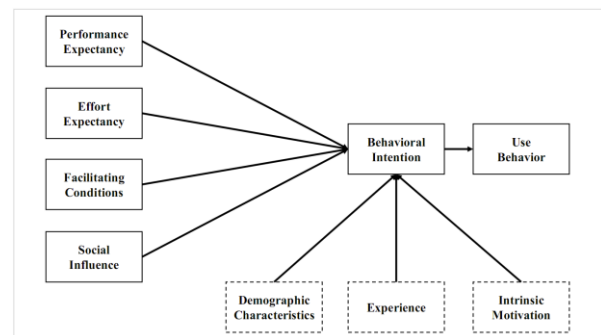 Performance
Expectancy
Effort
Expectancy
Facilitating
Conditions
Social
Influence
Behavioral
Intention
Use
Behavior
Demographic
Characteristics
Experience
Intrinsic
Motivation